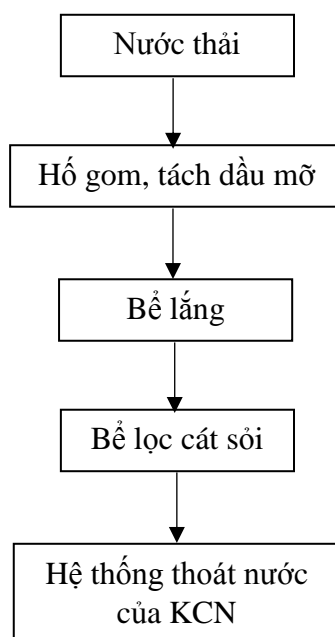 Nước thải
Hố gom, tách dầu mỡ
Bể lắng
Bể lọc cát sỏi
Hệ thống thoát nước
của KCN